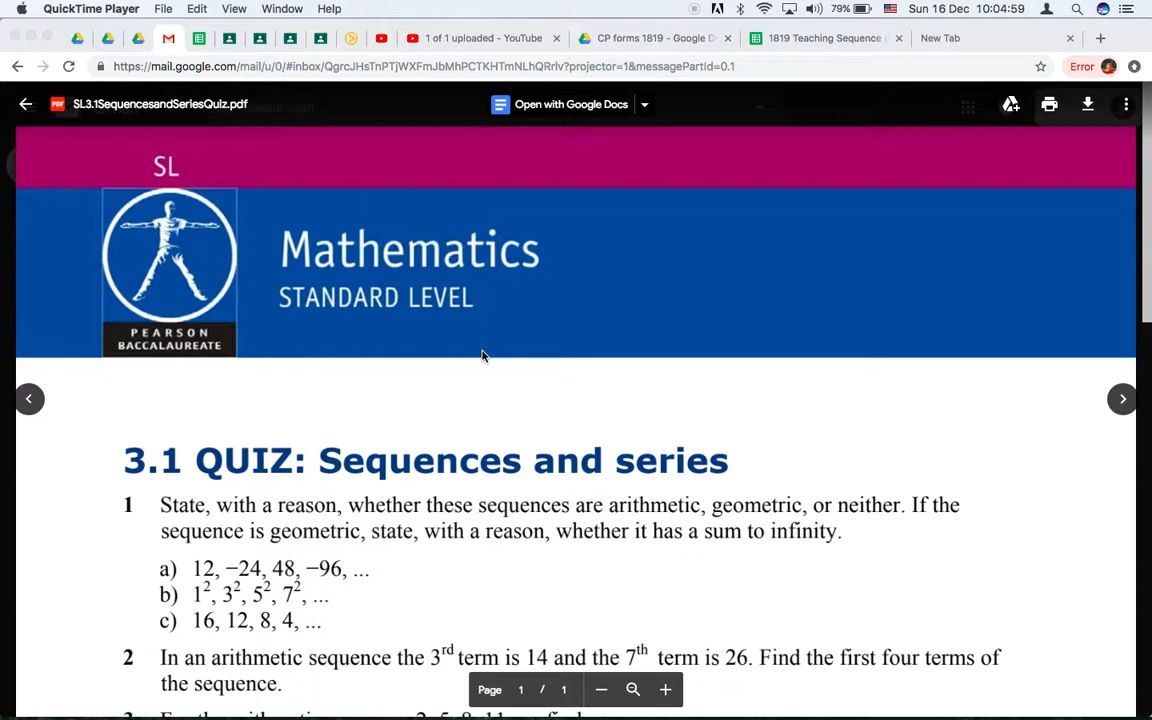 QuickTime Player File Edit View Window Help 79% Sun 16 Dec 10:04:59
1 of 1 uploaded - YouTube × CP forms 1819 - Google D × 1819 Teaching Sequence × New Tab ×
https://mail.google.com/mail/u/0/#inbox/QgrcJHsTnPTjWXFmJbMhPCTKHTmNLhQRrlv?projector=1&messagePartId=0.1 Error
PDF SL3.1SequencesandSeriesQuiz.pdf Open with Google Docs
SL
Mathematics
STANDARD LEVEL
PEARSON
BACCALAUREATE
3.1 QUIZ: Sequences and series
1 State, with a reason, whether these sequences are arithmetic, geometric, or neither. If the
sequence is geometric, state, with a reason, whether it has a sum to infinity.
a) 12, −24, 48, −96, ...
b) 1², 3², 5², 7², ...
c) 16, 12, 8, 4, ...
2 In an arithmetic sequence the 3rd term is 14 and the 7th term is 26. Find the first four terms of
the sequence.
Page 1 / 1